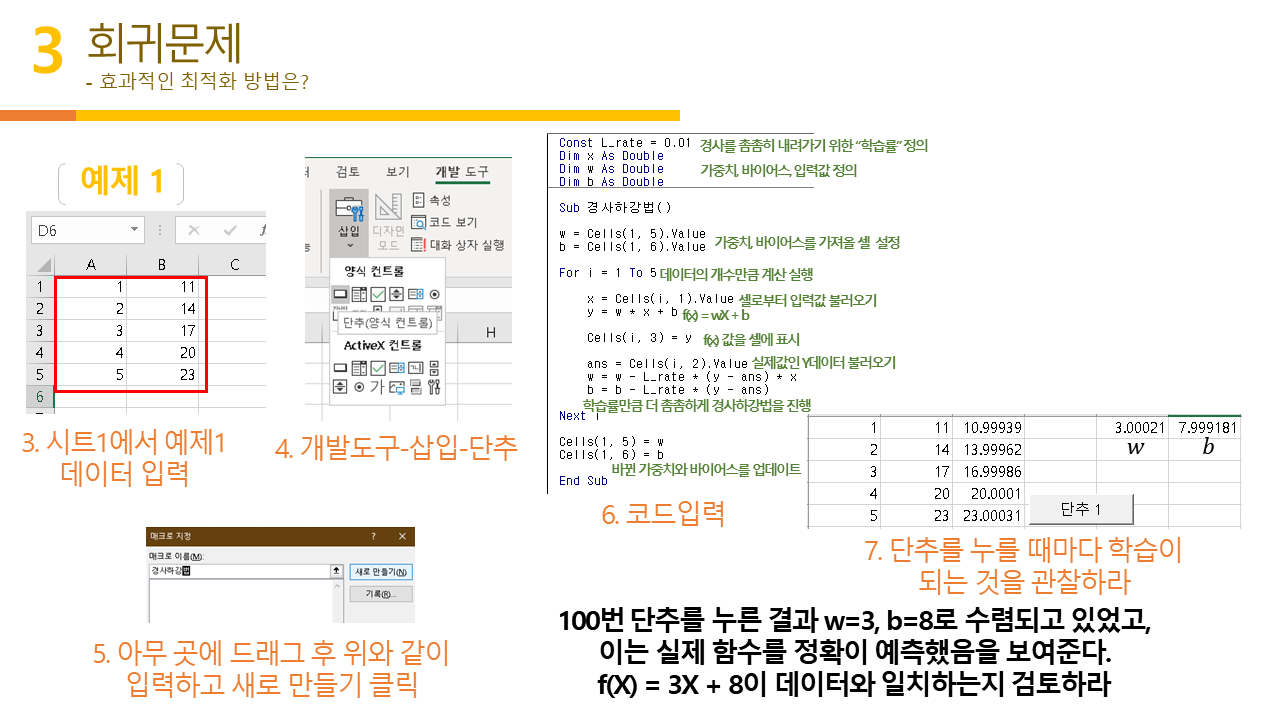 3
회귀문제
- 효과적인 최적화 방법은?
예제 1
D6
A B C
1 1 11
2 2 14
3 3 17
4 4 20
5 5 23
6
3. 시트1에서 예제1
데이터 입력
검토 보기 개발 도구
삽입
디자인
모드
속성
코드 보기
대화 상자 실행
양식 컨트롤
단추(양식 컨트롤)
H
ActiveX 컨트롤
4. 개발도구-삽입-단추
매크로 지정 ? ×
매크로 이름(M):
경사하강법
새로 만들기(N)
기록(R)...
5. 아무 곳에 드래그 후 위와 같이
입력하고 새로 만들기 클릭
Const L_rate = 0.01 경사를 촘촘히 내려가기 위한 “학습률” 정의
Dim x As Double
Dim w As Double 가중치, 바이어스, 입력값 정의
Dim b As Double
Sub 경사하강법()
w = Cells(1, 5).Value
b = Cells(1, 6).Value 가중치, 바이어스를 가져올 셀 설정
For i = 1 To 5 데이터의 개수만큼 계산 실행
x = Cells(i, 1).Value 셀로부터 입력값 불러오기
y = w * x + b f(x) = wX + b
Cells(i, 3) = y f(x) 값을 셀에 표시
ans = Cells(i, 2).Value 실제값인 Y데이터 불러오기
w = w - L_rate * (y - ans) * x
b = b - L_rate * (y - ans)
학습률만큼 더 촘촘하게 경사하강법을 진행
Next i
Cells(1, 5) = w
Cells(1, 6) = b
바뀐 가중치와 바이어스를 업데이트
End Sub
6. 코드입력
1 11 10.99939 3.00021 7.999181
2 14 13.99962 w b
3 17 16.99986
4 20 20.0001
5 23 23.00031
단추 1
7. 단추를 누를 때마다 학습이
되는 것을 관찰하라
100번 단추를 누른 결과 w=3, b=8로 수렴되고 있었고,
이는 실제 함수를 정확이 예측했음을 보여준다.
f(X) = 3X + 8이 데이터와 일치하는지 검토하라